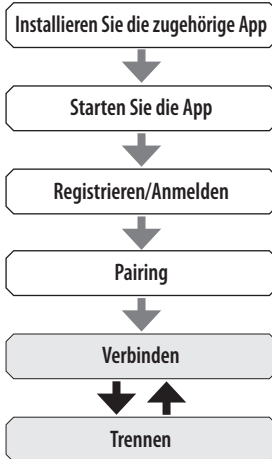 Installieren Sie die zugehörige App
Starten Sie die App
Registrieren/Anmelden
Pairing
Verbinden
Trennen